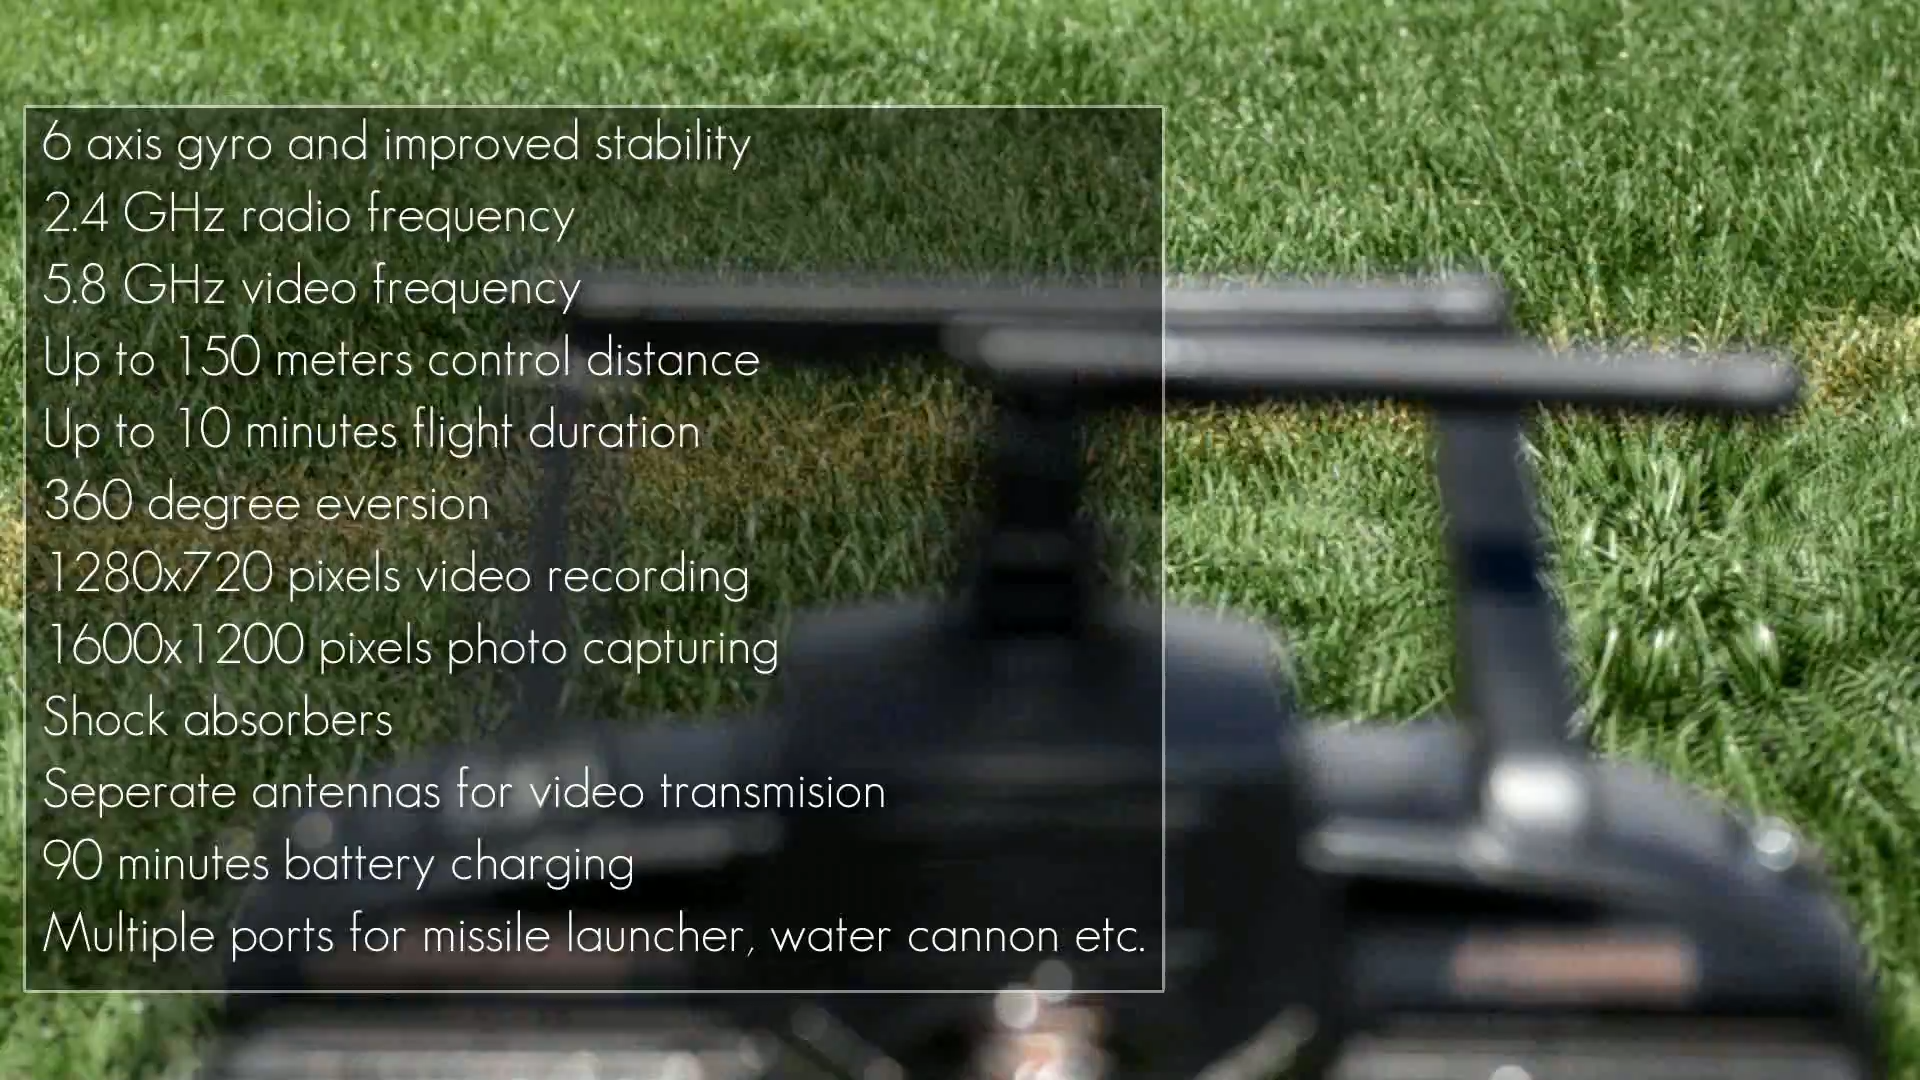 6 axis gyro and improved stability
2.4 GHz radio frequency
5.8 GHz video frequency
Up to 150 meters control distance
Up to 10 minutes flight duration
360 degree eversion
1280x720 pixels video recording
1600x1200 pixels photo capturing
Shock absorbers
Seperate antennas for video transmision
90 minutes battery charging
Multiple ports for missile launcher, water cannon etc.